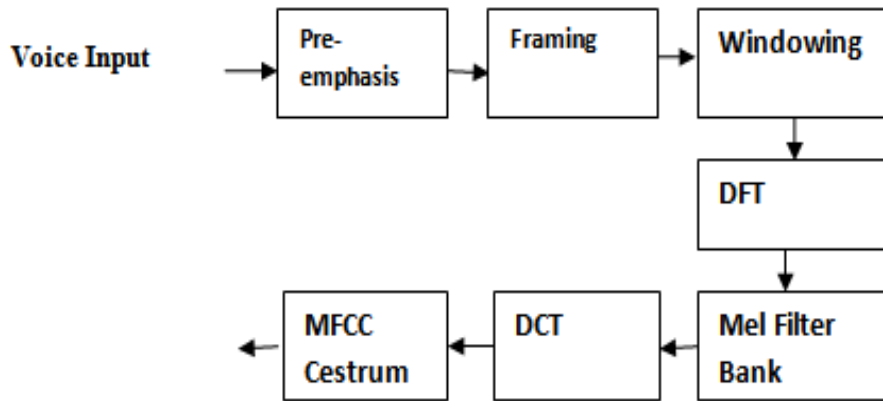 Voice Input
Pre-
emphasis
Framing
Windowing
DFT
Mel Filter
Bank
DCT
MFCC
Cestrum